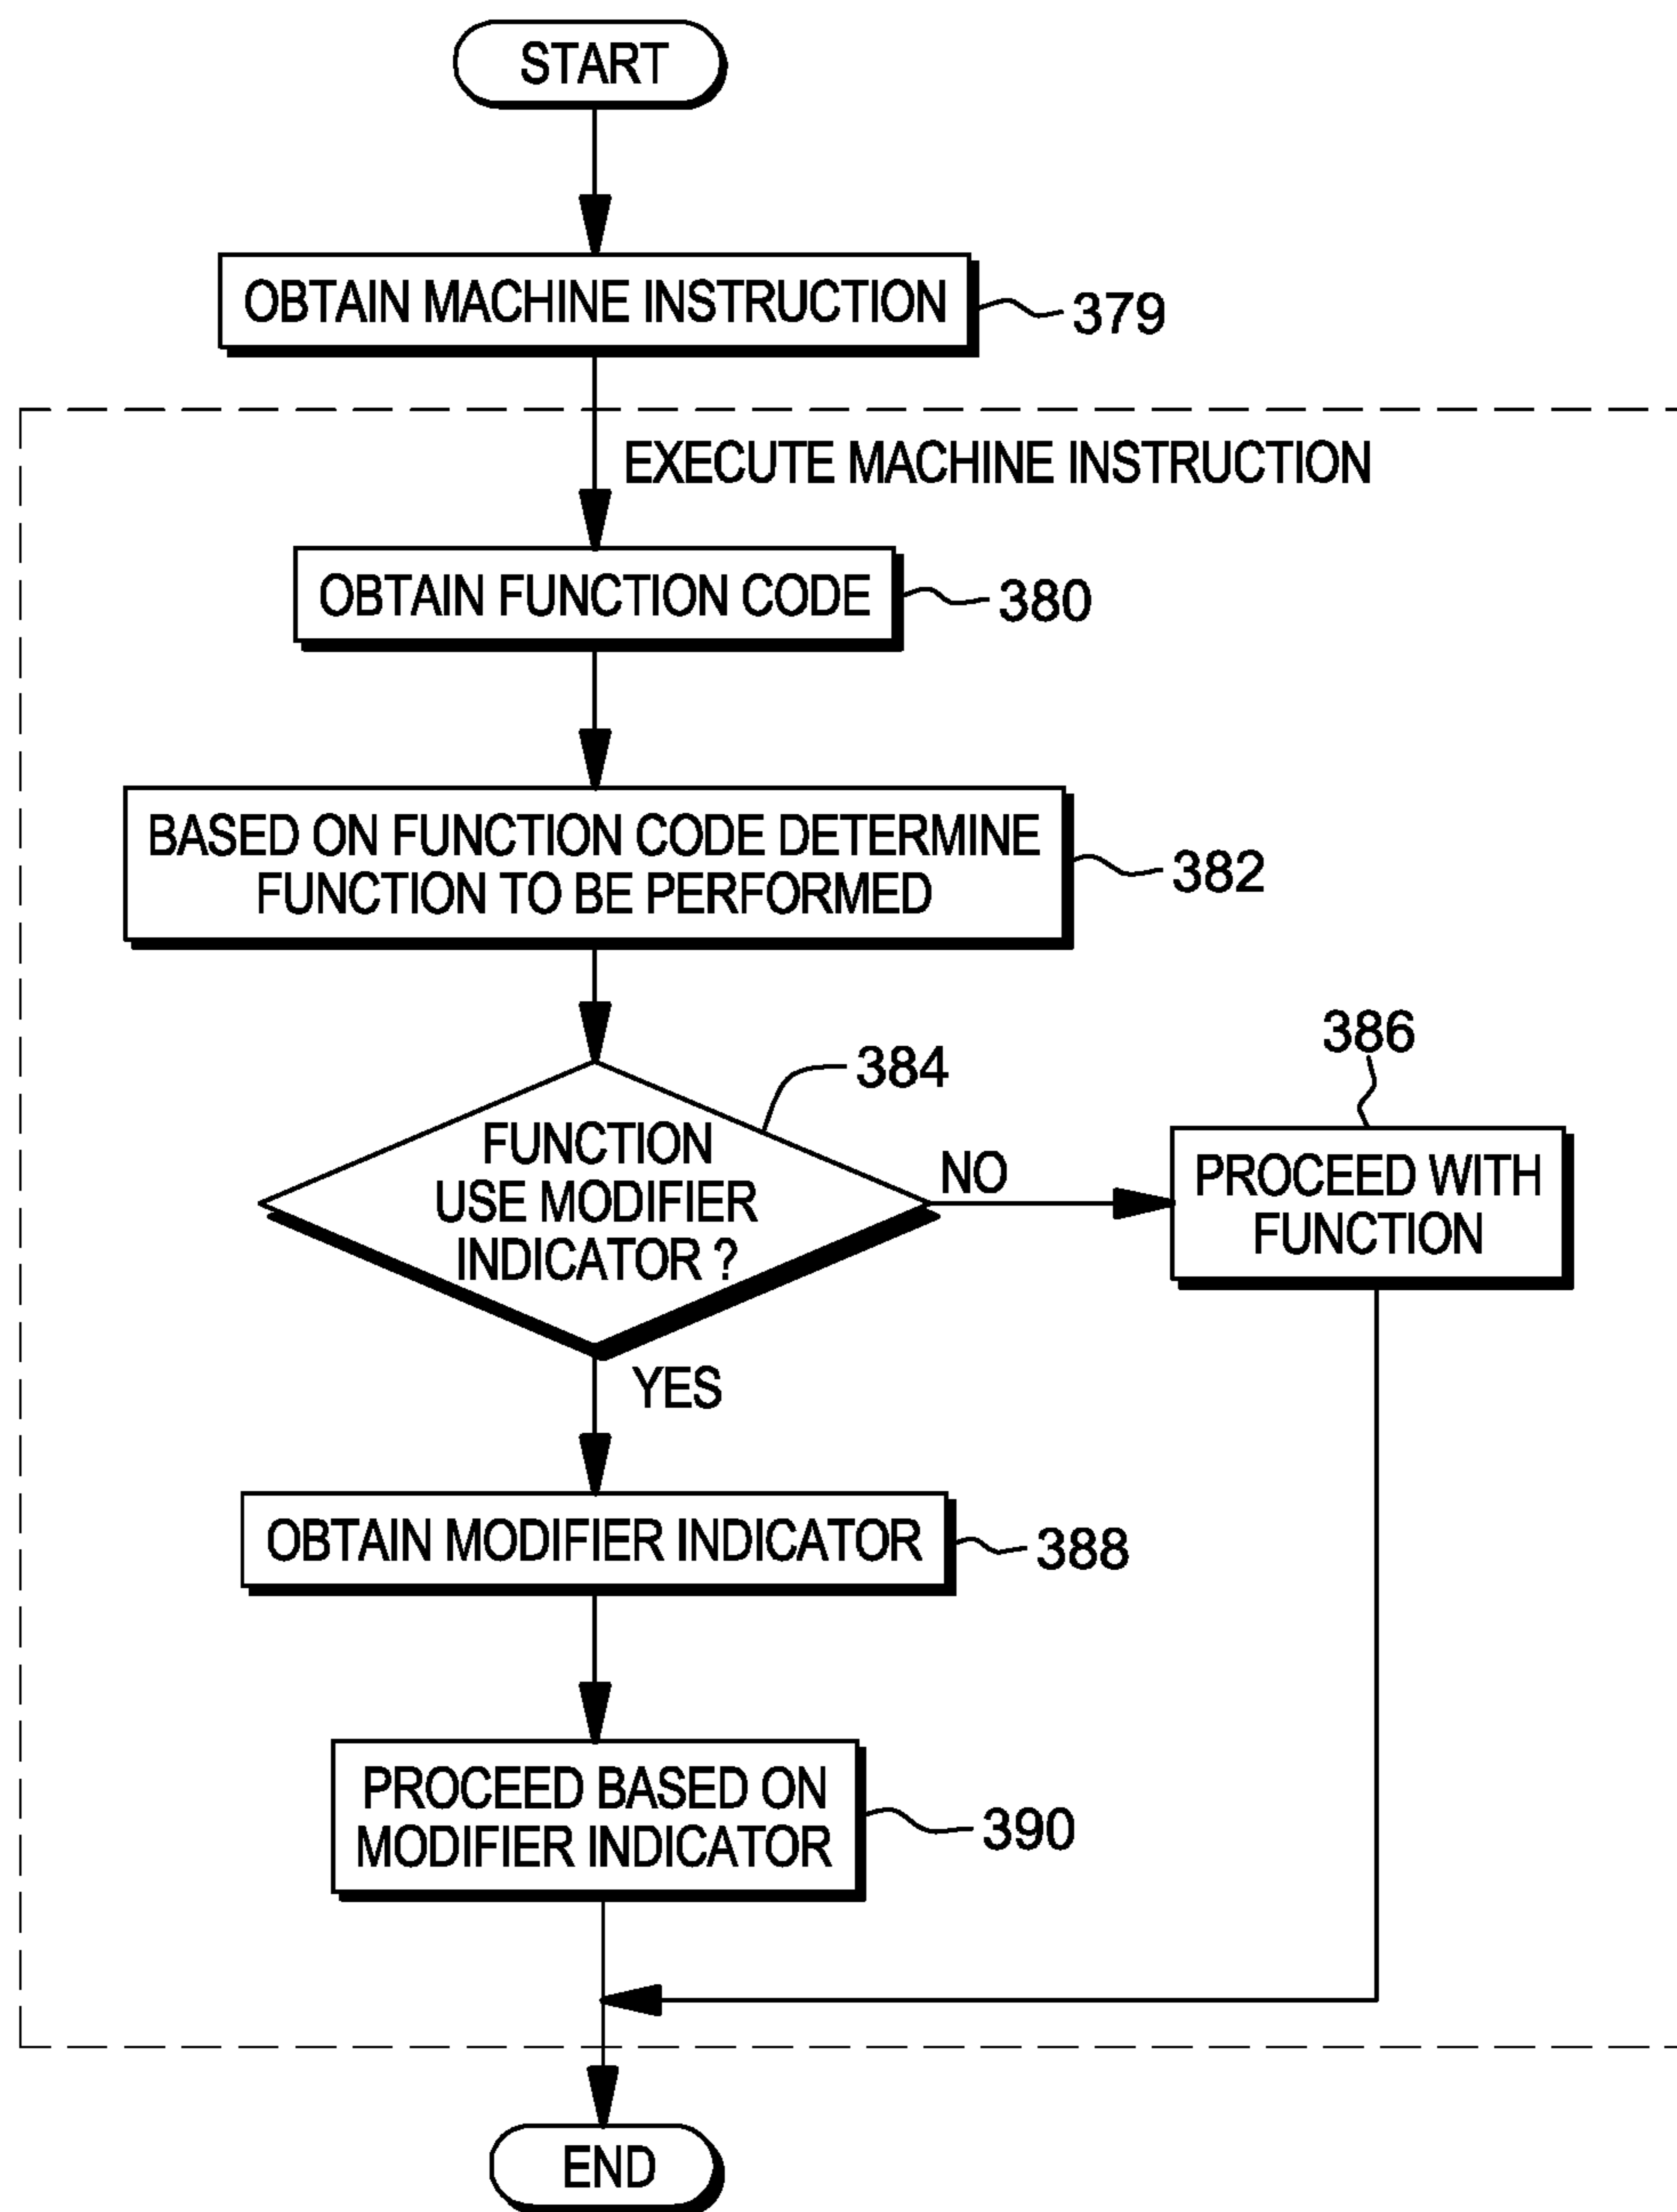 START
OBTAIN MACHINE INSTRUCTION
379
EXECUTE MACHINE INSTRUCTION
OBTAIN FUNCTION CODE
380
BASED ON FUNCTION CODE DETERMINE
FUNCTION TO BE PERFORMED
382
384
FUNCTION
USE MODIFIER
INDICATOR ?
NO
386
PROCEED WITH
FUNCTION
YES
OBTAIN MODIFIER INDICATOR
388
PROCEED BASED ON
MODIFIER INDICATOR
390
END